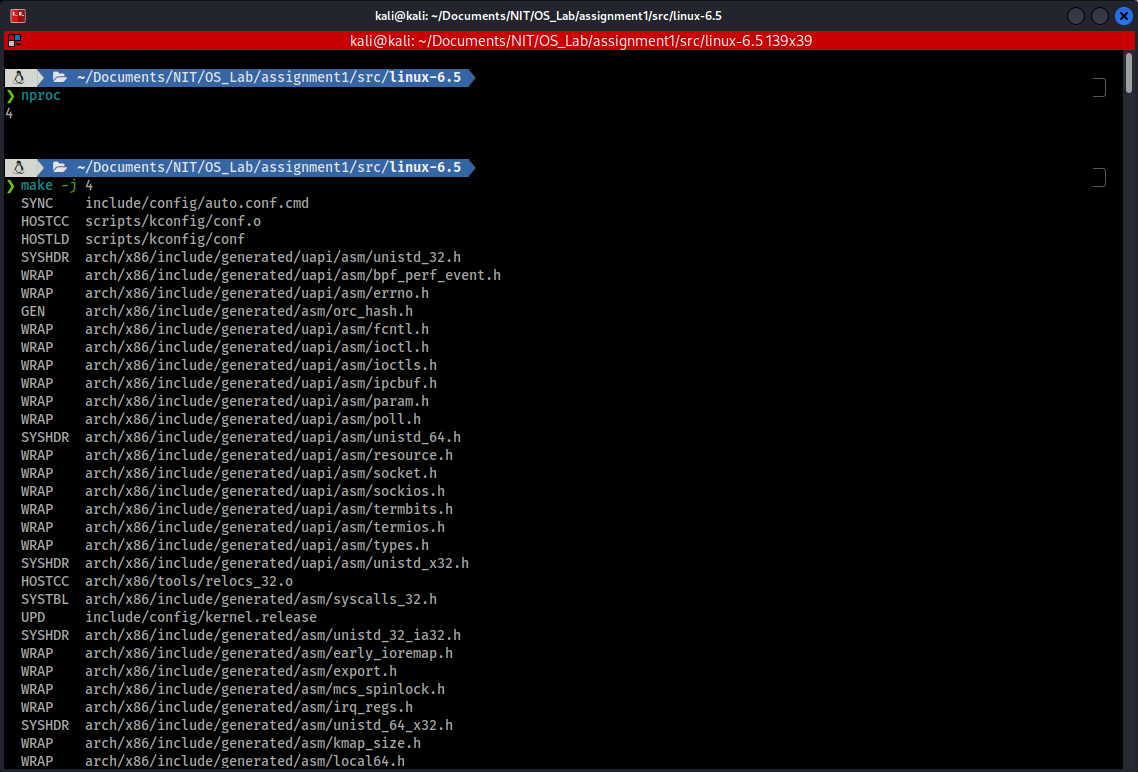 kali@kali: ~/Documents/NIT/OS_Lab/assignment1/src/linux-6.5
kali@kali: ~/Documents/NIT/OS_Lab/assignment1/src/linux-6.5 139x39
~/Documents/NIT/OS_Lab/assignment1/src/linux-6.5
❯ nproc
4
~/Documents/NIT/OS_Lab/assignment1/src/linux-6.5
❯ make -j 4
SYNC    include/config/auto.conf.cmd
HOSTCC  scripts/kconfig/conf.o
HOSTLD  scripts/kconfig/conf
SYSHDR  arch/x86/include/generated/uapi/asm/unistd_32.h
WRAP    arch/x86/include/generated/uapi/asm/bpf_perf_event.h
WRAP    arch/x86/include/generated/uapi/asm/errno.h
GEN     arch/x86/include/generated/asm/orc_hash.h
WRAP    arch/x86/include/generated/uapi/asm/fcntl.h
WRAP    arch/x86/include/generated/uapi/asm/ioctl.h
WRAP    arch/x86/include/generated/uapi/asm/ioctls.h
WRAP    arch/x86/include/generated/uapi/asm/ipcbuf.h
WRAP    arch/x86/include/generated/uapi/asm/param.h
WRAP    arch/x86/include/generated/uapi/asm/poll.h
SYSHDR  arch/x86/include/generated/uapi/asm/unistd_64.h
WRAP    arch/x86/include/generated/uapi/asm/resource.h
WRAP    arch/x86/include/generated/uapi/asm/socket.h
WRAP    arch/x86/include/generated/uapi/asm/sockios.h
WRAP    arch/x86/include/generated/uapi/asm/termbits.h
WRAP    arch/x86/include/generated/uapi/asm/termios.h
WRAP    arch/x86/include/generated/uapi/asm/types.h
SYSHDR  arch/x86/include/generated/uapi/asm/unistd_x32.h
HOSTCC  arch/x86/tools/relocs_32.o
SYSTBL  arch/x86/include/generated/asm/syscalls_32.h
UPD     include/config/kernel.release
SYSHDR  arch/x86/include/generated/asm/unistd_32_ia32.h
WRAP    arch/x86/include/generated/asm/early_ioremap.h
WRAP    arch/x86/include/generated/asm/export.h
WRAP    arch/x86/include/generated/asm/mcs_spinlock.h
WRAP    arch/x86/include/generated/asm/irq_regs.h
SYSHDR  arch/x86/include/generated/asm/unistd_64_x32.h
WRAP    arch/x86/include/generated/asm/kmap_size.h
WRAP    arch/x86/include/generated/asm/local64.h